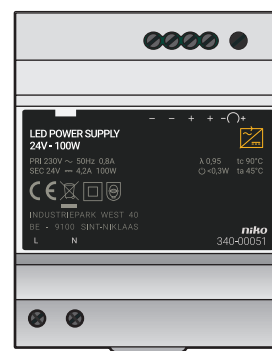 − − + + −+
LED POWER SUPPLY
24V - 100W
PRI 230V ~ 50Hz 0,8A
SEC 24V ⎓ 4,2A 100W
λ 0,95 tc 90°C
<0,3W ta 45°C
CE
INDUSTRIEPARK WEST 40
BE - 9100 SINT-NIKLAAS
L N
niko
340-00051